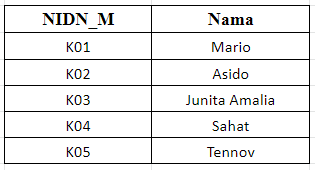 NIDN_M Nama
K01 Mario
K02 Asido
K03 Junita Amalia
K04 Sahat
K05 Tennov